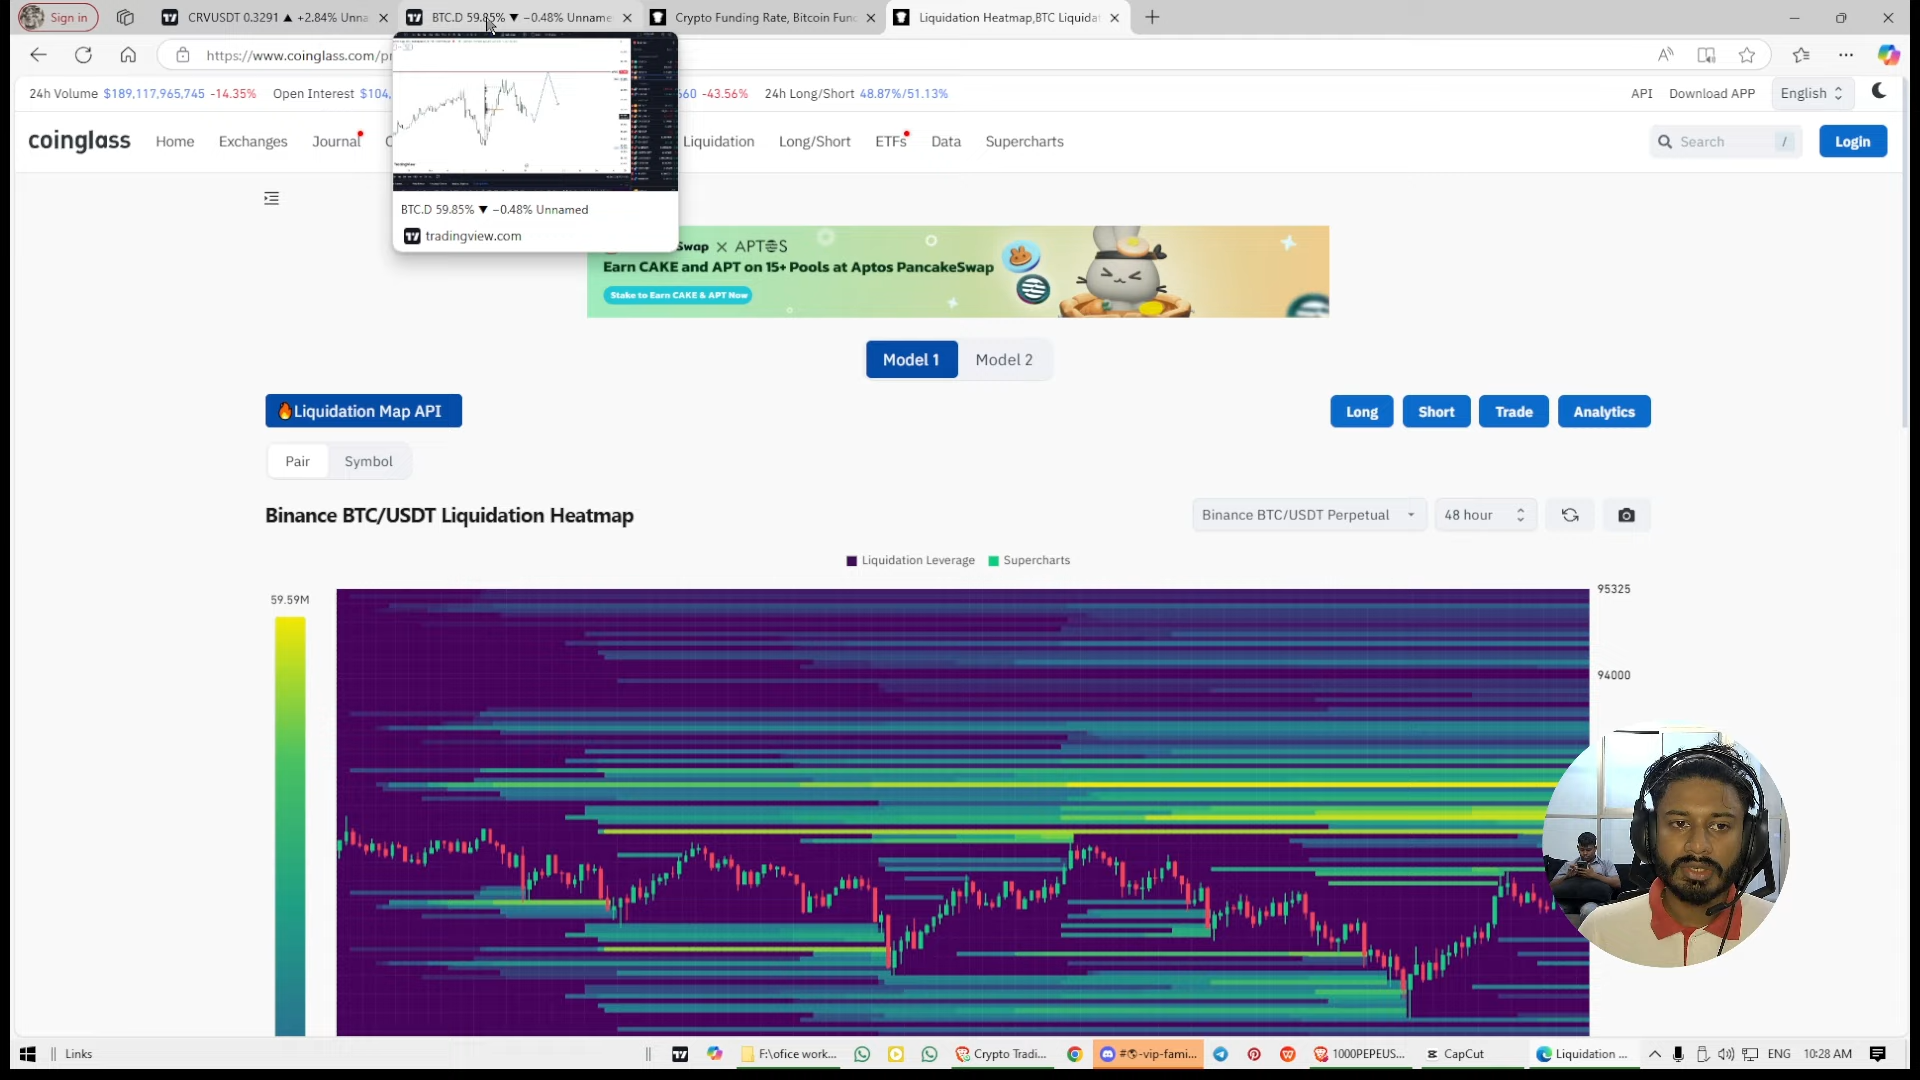 Sign in
CRVUSDT 0.3291 ▲ +2.84% Unna
BTC.D 59.85% ▼ −0.48% Unname
Crypto Funding Rate, Bitcoin Fun
Liquidation Heatmap,BTC Liquidat
https://www.coinglass.com/pr
24h Volume $189,117,965,745 -14.35% Open Interest $104, 560 -43.56% 24h Long/Short 48.87%/51.13%
API Download APP English
coinglass Home Exchanges Journal Liquidation Long/Short ETFs Data Supercharts Search / Login
BTC.D 59.85% ▼ −0.48% Unnamed
tradingview.com
Swap × APTOS
Earn CAKE and APT on 15+ Pools at Aptos PancakeSwap
Stake to Earn CAKE & APT Now
Model 1 Model 2
🔥Liquidation Map API Long Short Trade Analytics
Pair Symbol
Binance BTC/USDT Liquidation Heatmap Binance BTC/USDT Perpetual 48 hour
Liquidation Leverage Supercharts
59.59M 95325
94000
Links F:\ofice work... Crypto Tradi... #🌎-vip-fami... 1000PEPEUS... CapCut Liquidation ... ENG 10:28 AM